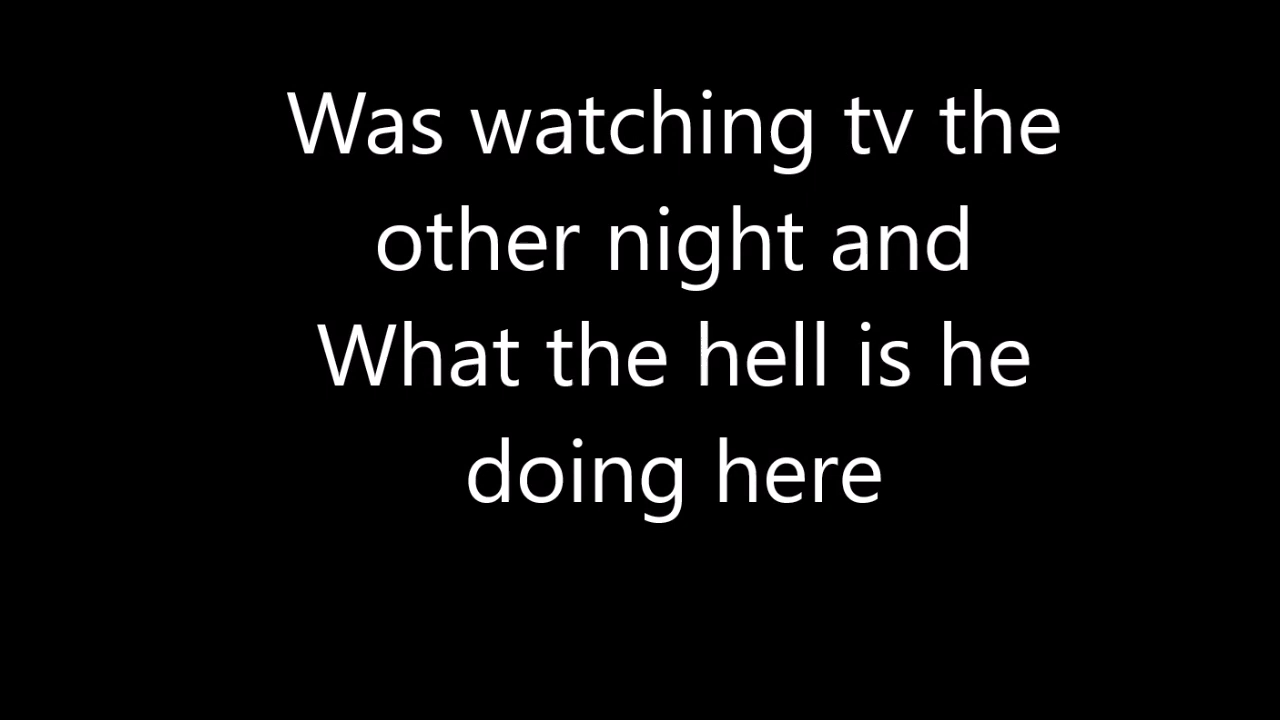 Was watching tv the
other night and
What the hell is he
doing here